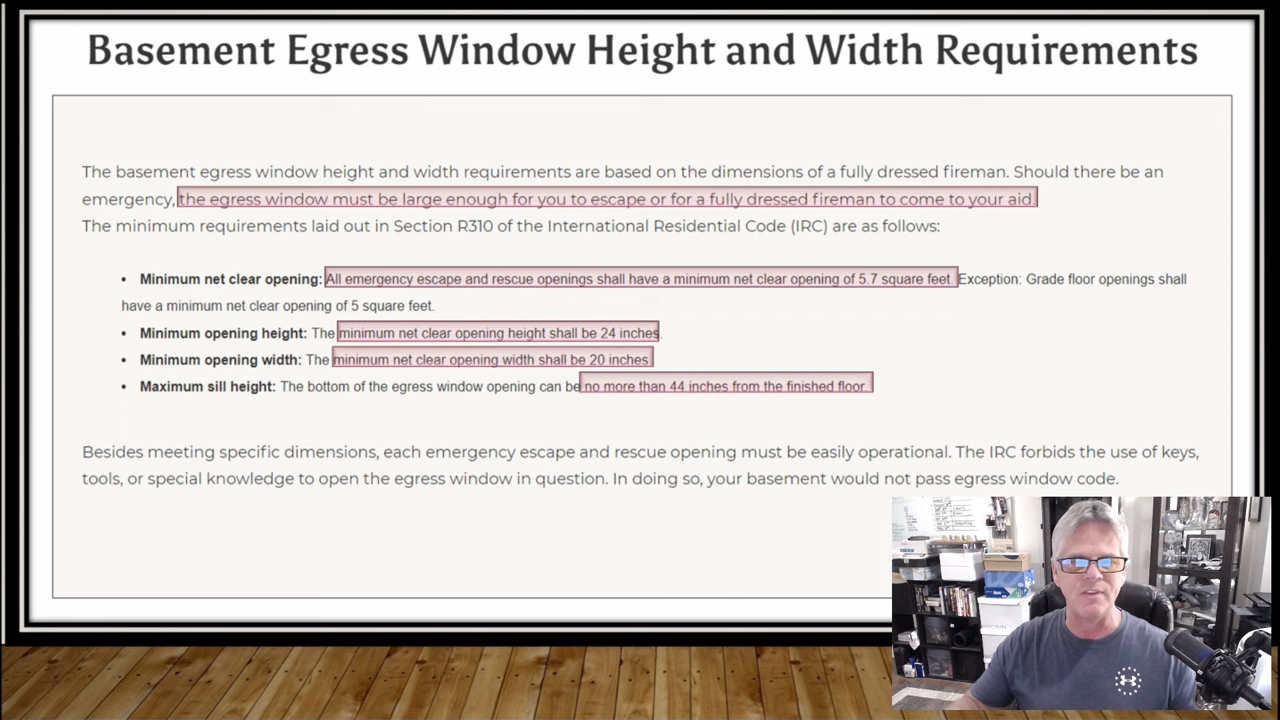 Basement Egress Window Height and Width Requirements
The basement egress window height and width requirements are based on the dimensions of a fully dressed fireman. Should there be an
emergency, the egress window must be large enough for you to escape or for a fully dressed fireman to come to your aid.
The minimum requirements laid out in Section R310 of the International Residential Code (IRC) are as follows:
• Minimum net clear opening: All emergency escape and rescue openings shall have a minimum net clear opening of 5.7 square feet. Exception: Grade floor openings shall
have a minimum net clear opening of 5 square feet.
• Minimum opening height: The minimum net clear opening height shall be 24 inches.
• Minimum opening width: The minimum net clear opening width shall be 20 inches
• Maximum sill height: The bottom of the egress window opening can be no more than 44 inches from the finished floor.
Besides meeting specific dimensions, each emergency escape and rescue opening must be easily operational. The IRC forbids the use of keys,
tools, or special knowledge to open the egress window in question. In doing so, your basement would not pass egress window code.